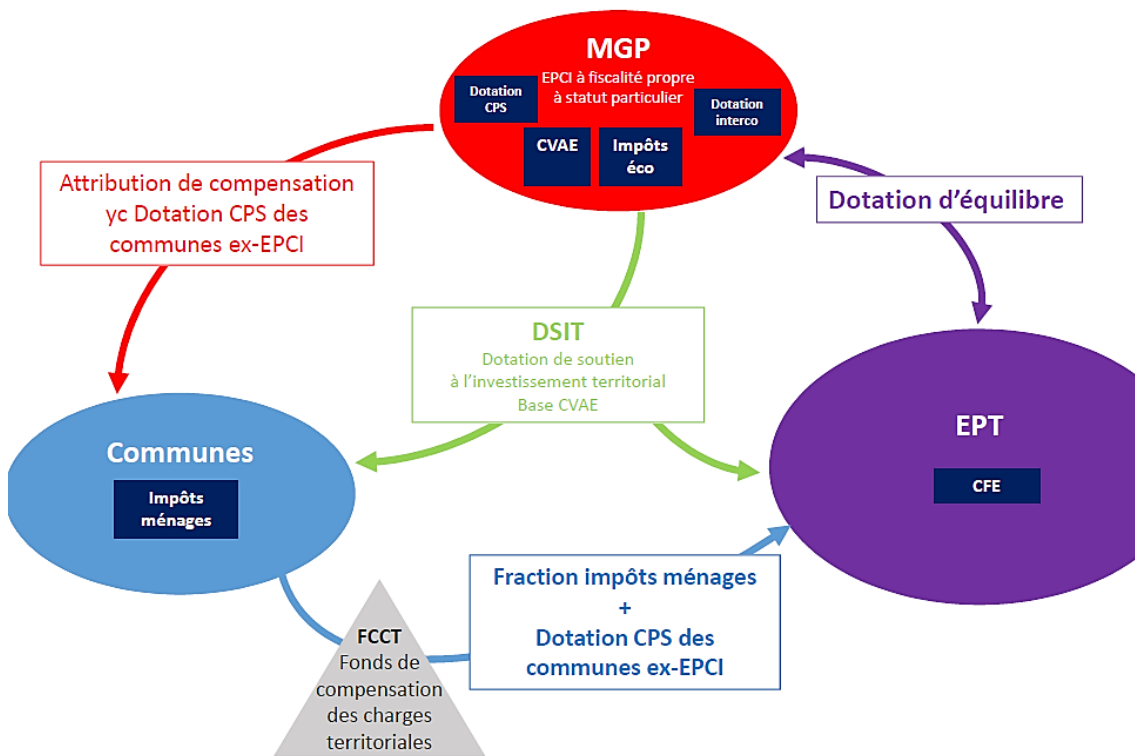 MGP
EPCI à fiscalité propre
à statut particulier
Dotation
CPS
Dotation
interco
CVAE
Impôts
éco
Attribution de compensation
yc Dotation CPS des
communes ex-EPCI
Dotation d’équilibre
DSIT
Dotation de soutien
à l’investissement territorial
Base CVAE
Communes
Impôts
ménages
EPT
CFE
Fraction impôts ménages
+
Dotation CPS des
communes ex-EPCI
FCCT
Fonds de
compensation
des charges
territoriales